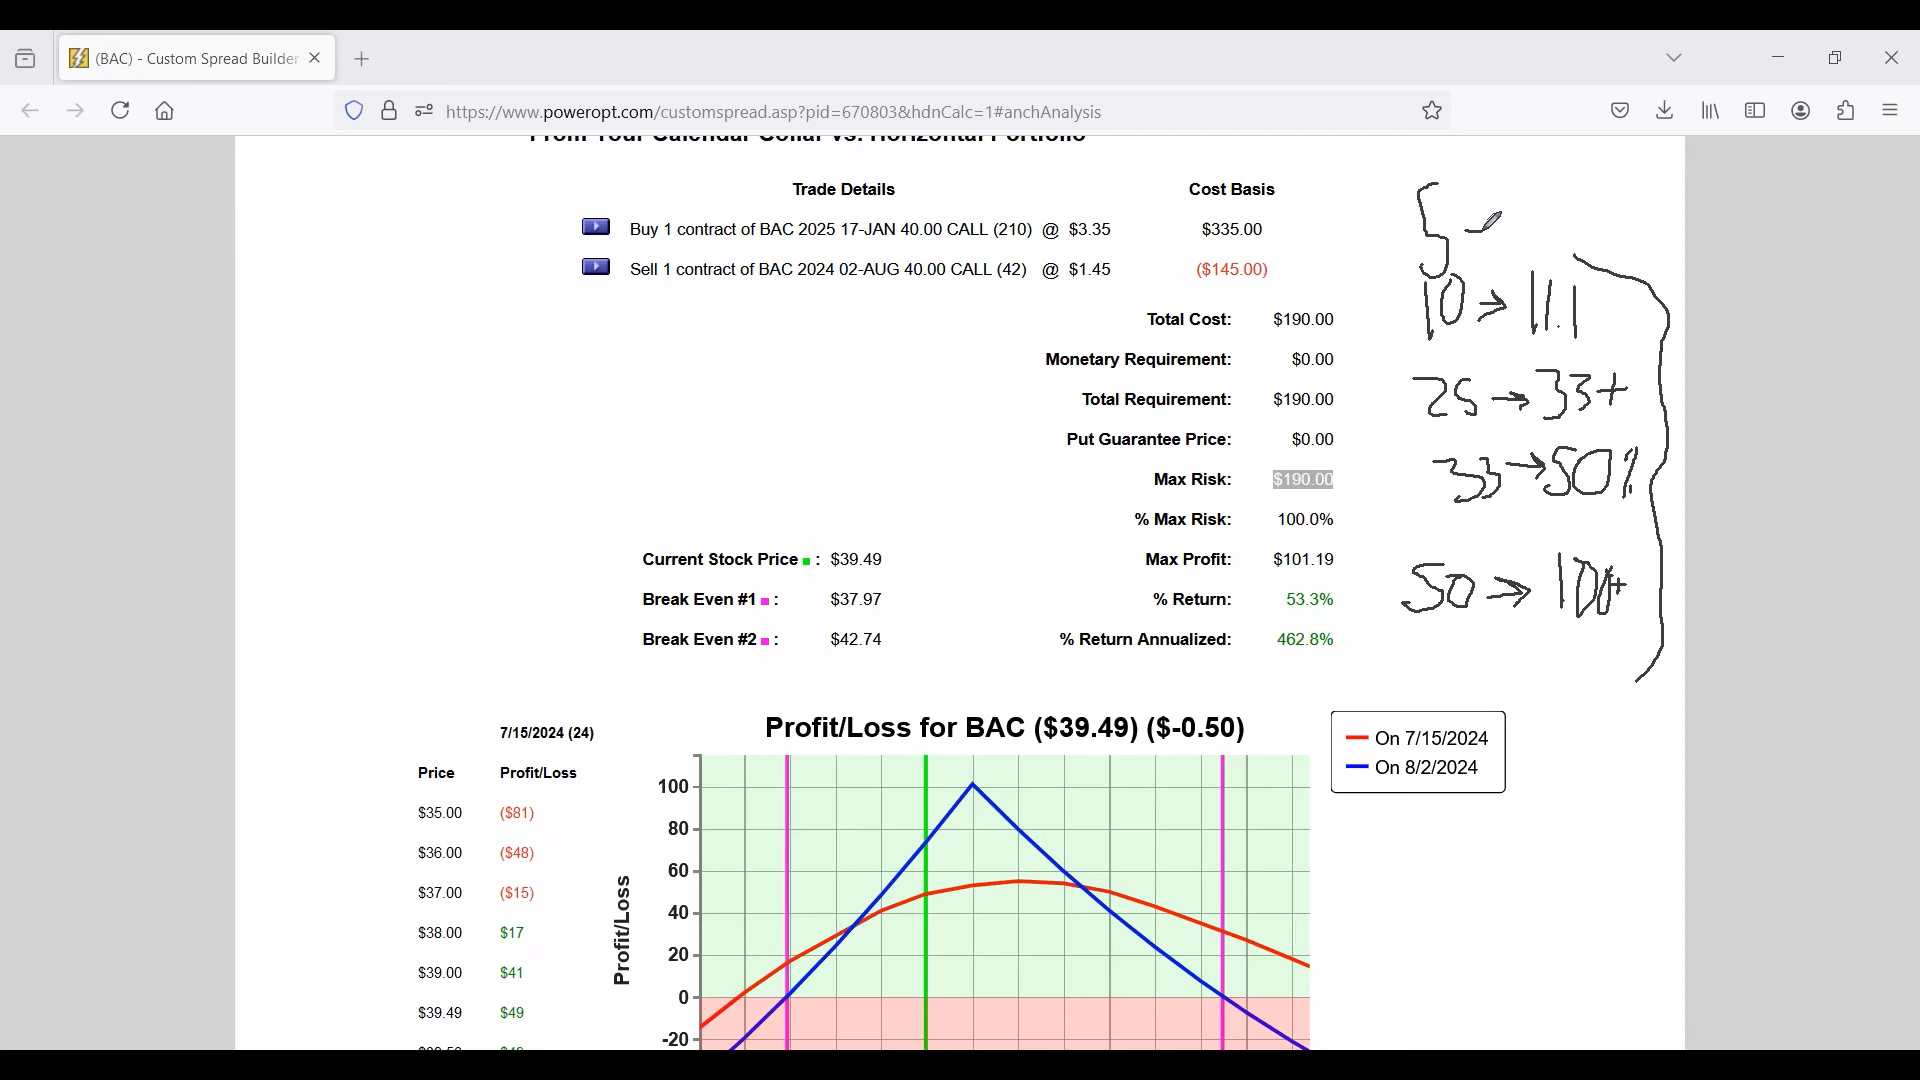 (BAC) - Custom Spread Builder
https://www.poweropt.com/customspread.asp?pid=670803&hdnCalc=1#anchAnalysis
From Your Calendar Collar vs. Horizontal Portfolio
Trade Details Cost Basis
Buy 1 contract of BAC 2025 17-JAN 40.00 CALL (210) @ $3.35 $335.00
Sell 1 contract of BAC 2024 02-AUG 40.00 CALL (42) @ $1.45 ($145.00)
Total Cost: $190.00
Monetary Requirement: $0.00
Total Requirement: $190.00
Put Guarantee Price: $0.00
Max Risk: $190.00
% Max Risk: 100.0%
Current Stock Price : $39.49 Max Profit: $101.19
Break Even #1 : $37.97 % Return: 53.3%
Break Even #2 : $42.74 % Return Annualized: 462.8%
5 -
10 → 11.1
25 → 33+
33 → 50%
50 → 100+
7/15/2024 (24)
Price Profit/Loss
$35.00 ($81)
$36.00 ($48)
$37.00 ($15)
$38.00 $17
$39.00 $41
$39.49 $49
Profit/Loss for BAC ($39.49) ($-0.50)
On 7/15/2024
On 8/2/2024
Profit/Loss
100
80
60
40
20
0
-20